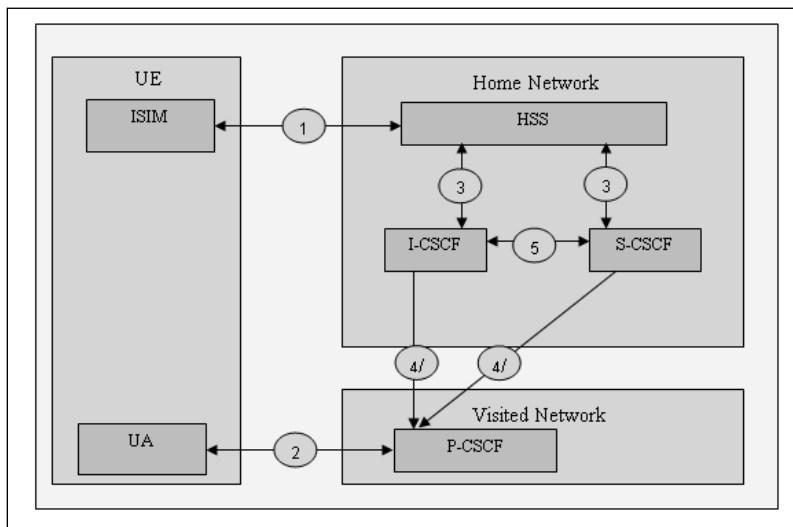 UE
Home Network
ISIM
HSS
1
3
3
I-CSCF
5
S-CSCF
4/
4/
Visited Network
UA
2
P-CSCF